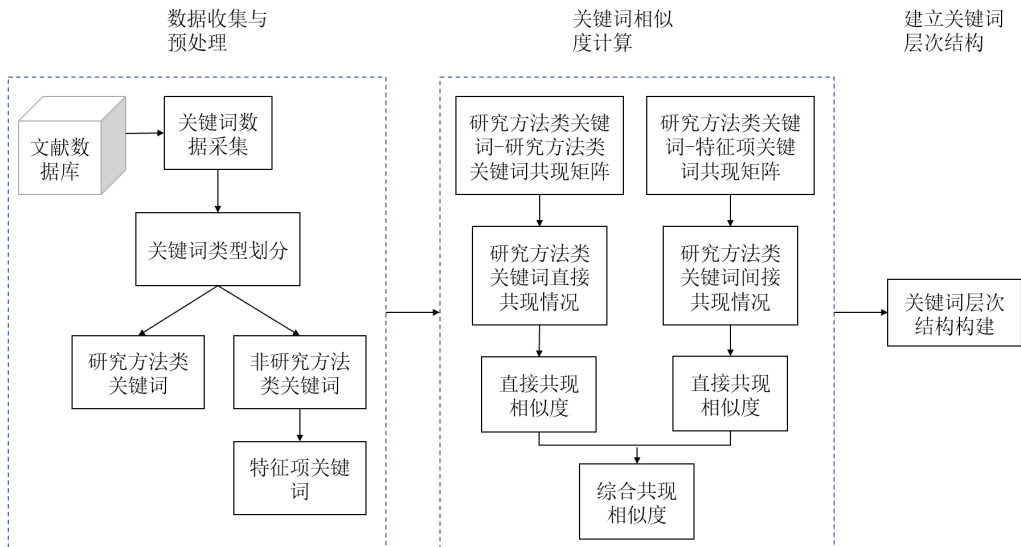 数据收集与
预处理
关键词相似
度计算
建立关键词
层次结构
文献数
据库
关键词数
据采集
关键词类型划分
研究方法类
关键词
非研究方法
类关键词
特征项关键
词
研究方法类关键
词-研究方法类
关键词共现矩阵
研究方法类关键
词-特征项关键
词共现矩阵
研究方法类
关键词直接
共现情况
研究方法类
关键词间接
共现情况
直接共现
相似度
直接共现
相似度
综合共现
相似度
关键词层次
结构构建